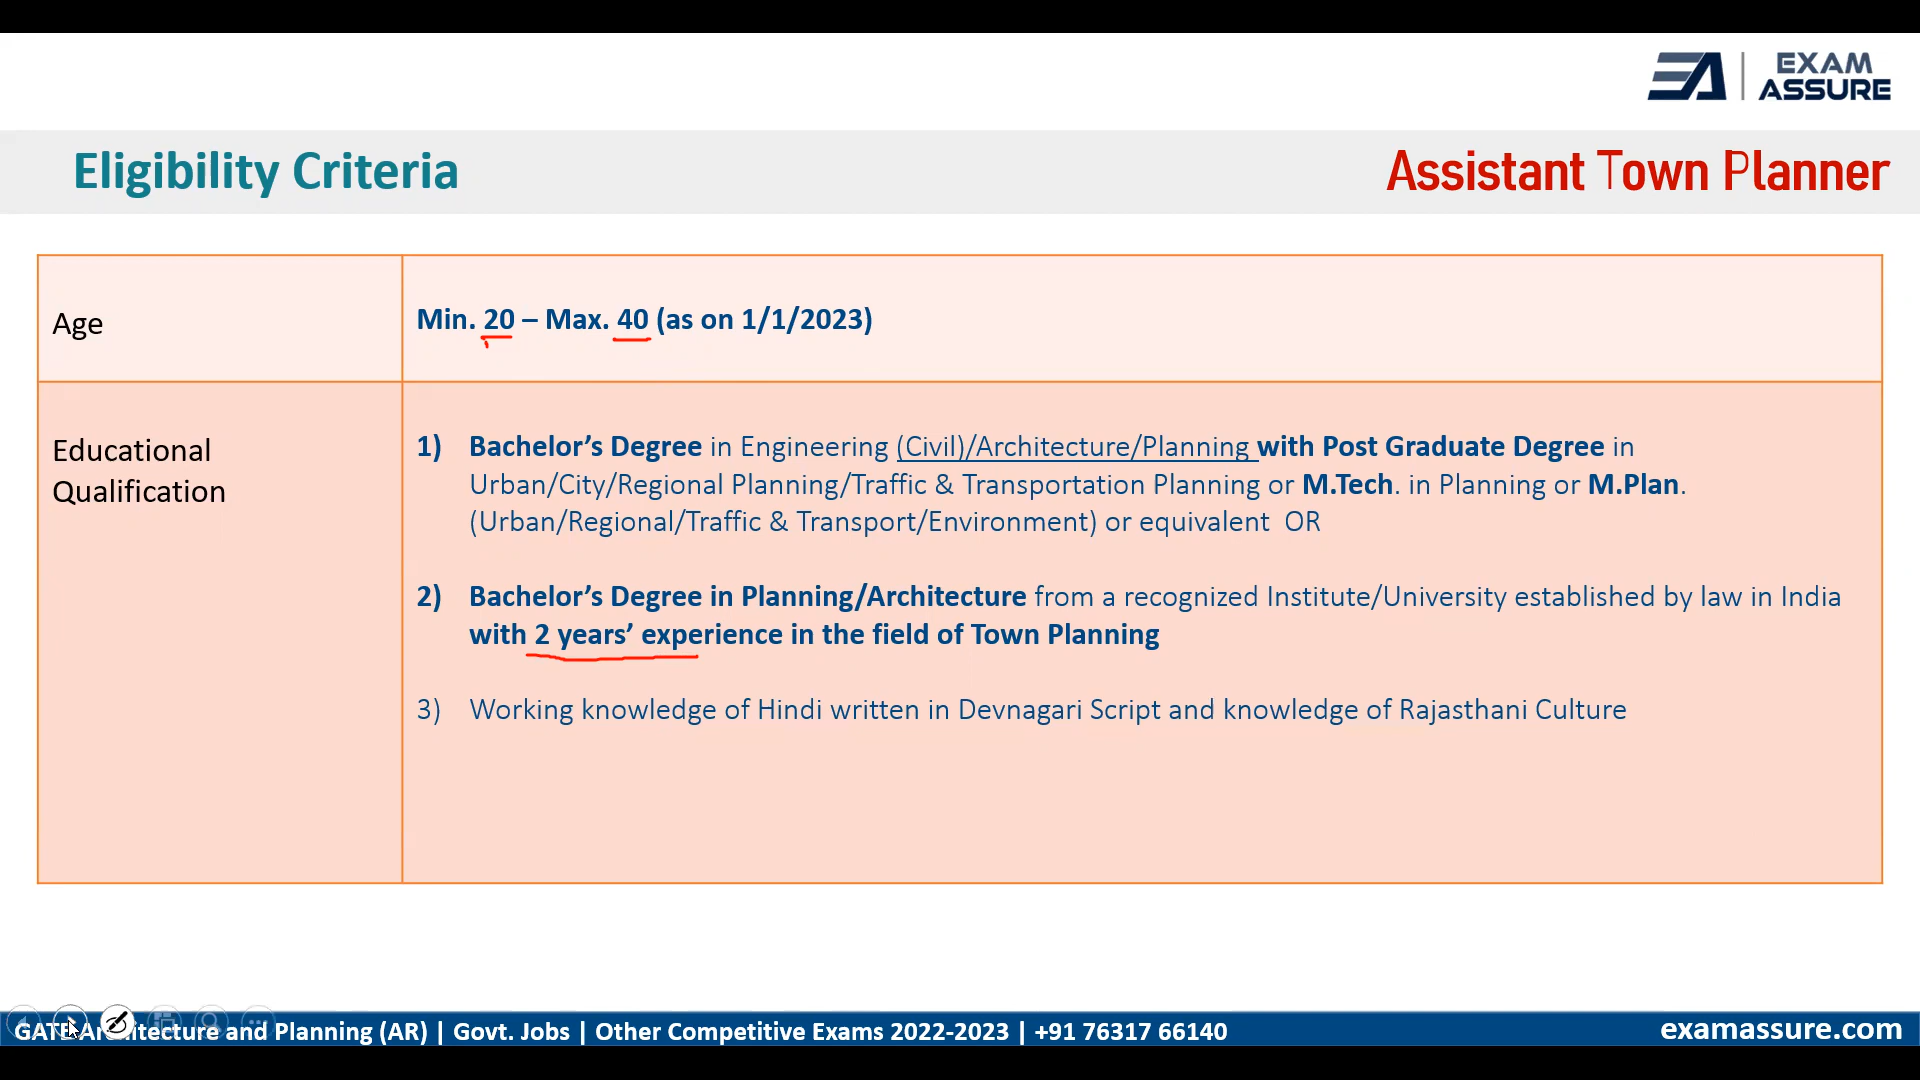 EXAM
ASSURE
Eligibility Criteria
Assistant Town Planner
Age
Min. 20 – Max. 40 (as on 1/1/2023)
Educational
Qualification
1) Bachelor’s Degree in Engineering (Civil)/Architecture/Planning with Post Graduate Degree in
Urban/City/Regional Planning/Traffic & Transportation Planning or M.Tech. in Planning or M.Plan.
(Urban/Regional/Traffic & Transport/Environment) or equivalent OR
2) Bachelor’s Degree in Planning/Architecture from a recognized Institute/University established by law in India
with 2 years’ experience in the field of Town Planning
3) Working knowledge of Hindi written in Devnagari Script and knowledge of Rajasthani Culture
GATE Architecture and Planning (AR) | Govt. Jobs | Other Competitive Exams 2022-2023 | +91 76317 66140
examassure.com